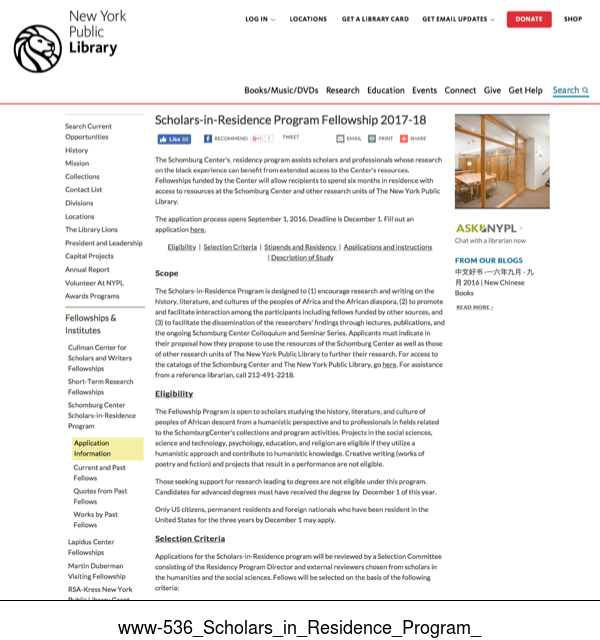 New York
Public
Library
LOG IN
LOCATIONS
GET A LIBRARY CARD
GET EMAIL UPDATES
DONATE
SHOP
Books/Music/DVDs Research Education Events Connect Give Get Help Search
Search Current
Opportunities
History
Mission
Collections
Contact List
Divisions
Locations
The Library Lions
President and Leadership
Capital Projects
Annual Report
Volunteer At NYPL
Awards Programs
Fellowships &
Institutes
Cullman Center for
Scholars and Writers
Fellowships
Short-Term Research
Fellowships
Schomburg Center
Scholars-in-Residence
Program
Application
Information
Current and Past
Fellows
Quotes from Past
Fellows
Works by Past
Fellows
Lapidus Center
Fellowships
Martin Duberman
Visiting Fellowship
RSA-Kress New York
Public Library Grant
Scholars-in-Residence Program Fellowship 2017-18
Like
RECOMMEND
G+1
TWEET
EMAIL
PRINT
SHARE
The Schomburg Center's, residency program assists scholars and professionals whose research
on the black experience can benefit from extended access to the Center's resources.
Fellowships funded by the Center will allow recipients to spend six months in residence with
access to resources at the Schomburg Center and other research units of The New York Public
Library.
The application process opens September 1, 2016. Deadline is December 1. Fill out an
application here.
Eligibility | Selection Criteria | Stipends and Residency | Applications and instructions
| Description of Study
Scope
The Scholars-in-Residence Program is designed to (1) encourage research and writing on the
history, literature, and cultures of the peoples of Africa and the African diaspora, (2) to promote
and facilitate interaction among the participants including fellows funded by other sources, and
(3) to facilitate the dissemination of the researchers' findings through lectures, publications, and
the ongoing Schomburg Center Colloquium and Seminar Series. Applicants must indicate in
their proposal how they propose to use the resources of the Schomburg Center as well as those
of other research units of The New York Public Library to further their research. For access to
the catalogs of the Schomburg Center and The New York Public Library, go here. For assistance
from a reference librarian, call 212-491-2218.
Eligibility
The Fellowship Program is open to scholars studying the history, literature, and culture of
peoples of African descent from a humanistic perspective and to professionals in fields related
to the SchomburgCenter's collections and program activities. Projects in the social sciences,
science and technology, psychology, education, and religion are eligible if they utilize a
humanistic approach and contribute to humanistic knowledge. Creative writing (works of
poetry and fiction) and projects that result in a performance are not eligible.
Those seeking support for research leading to degrees are not eligible under this program.
Candidates for advanced degrees must have received the degree by December 1 of this year.
Only US citizens, permanent residents and foreign nationals who have been resident in the
United States for the three years by December 1 may apply.
Selection Criteria
Applications for the Scholars-in-Residence program will be reviewed by a Selection Committee
consisting of the Residency Program Director and external reviewers chosen from scholars in
the humanities and the social sciences. Fellows will be selected on the basis of the following
criteria:
ASK NYPL
Chat with a librarian now
FROM OUR BLOGS
中文好书 -一六年九月 - 九
月 2016 | New Chinese
Books
READ MORE ›
www-536_Scholars_in_Residence_Program_